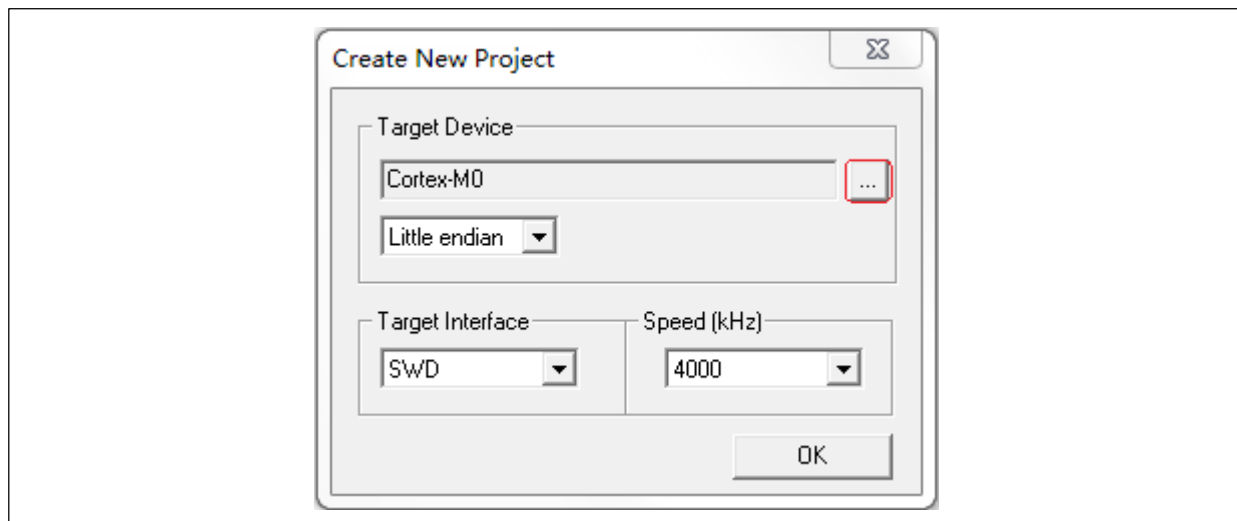 Create New Project
Target Device
Cortex-M0
...
Little endian
Target Interface
Speed (kHz)
SWD
4000
OK